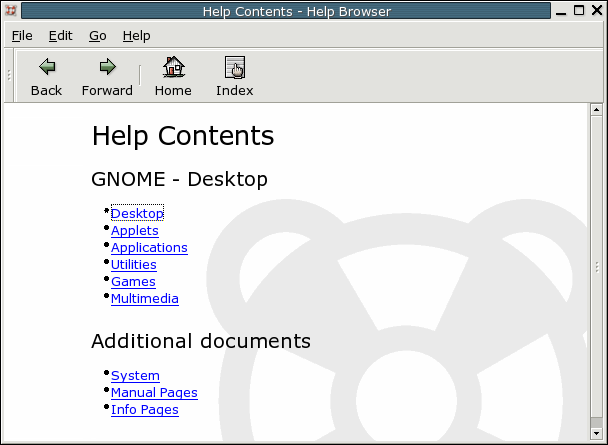 Help Contents - Help Browser
File Edit Go Help
Back Forward Home Index
Help Contents
GNOME - Desktop
Desktop
Applets
Applications
Utilities
Games
Multimedia
Additional documents
System
Manual Pages
Info Pages